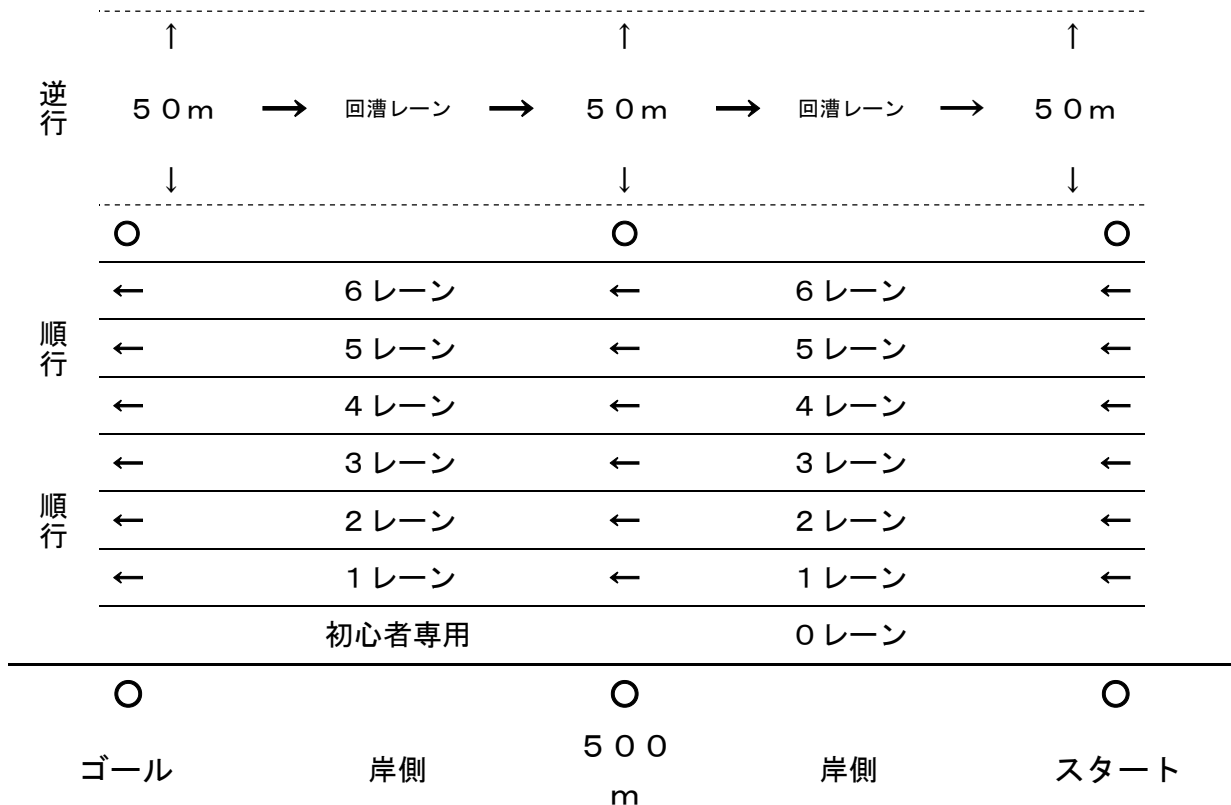 ↑ ↑ ↑
逆行 ５０ｍ → 回漕レーン → ５０ｍ → 回漕レーン → ５０ｍ
↓ ↓ ↓
○ ○ ○
← ６レーン ← ６レーン ←
順行 ← ５レーン ← ５レーン ←
← ４レーン ← ４レーン ←
← ３レーン ← ３レーン ←
順行 ← ２レーン ← ２レーン ←
← １レーン ← １レーン ←
初心者専用 ０レーン
○ ○ ○
ゴール 岸側 ５００ｍ 岸側 スタート